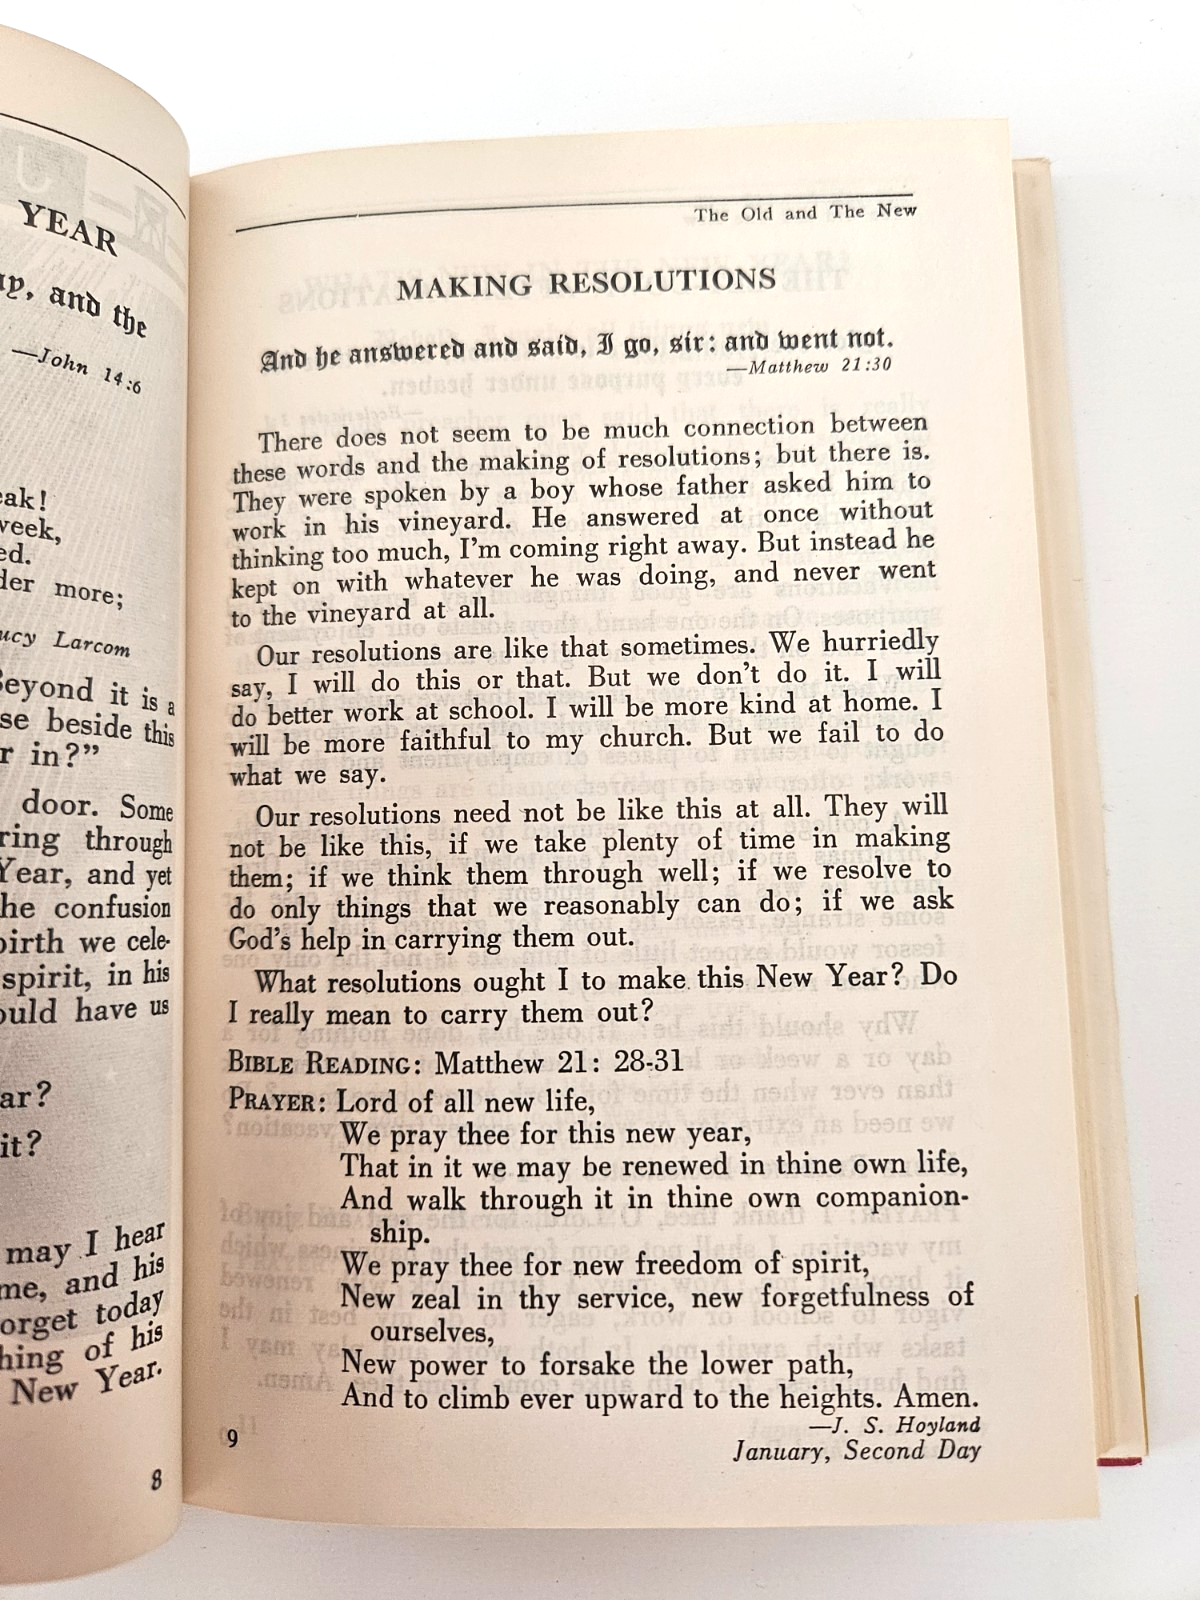 YEAR
and the
—John 14:6
week,
more;
Larcom
Beyond it is a
beside this
in?”
door. Some
through
Year, and yet
confusion
we cele-
spirit, in his
have us
it?
may I hear
and his
today
of his
New Year.
8
The Old and The New
MAKING RESOLUTIONS
And he answered and said, I go, sir: and went not.
—Matthew 21:30
There does not seem to be much connection between
these words and the making of resolutions; but there is.
They were spoken by a boy whose father asked him to
work in his vineyard. He answered at once without
thinking too much, I'm coming right away. But instead he
kept on with whatever he was doing, and never went
to the vineyard at all.
Our resolutions are like that sometimes. We hurriedly
say, I will do this or that. But we don't do it. I will
do better work at school. I will be more kind at home. I
will be more faithful to my church. But we fail to do
what we say.
Our resolutions need not be like this at all. They will
not be like this, if we take plenty of time in making
them; if we think them through well; if we resolve to
do only things that we reasonably can do; if we ask
God's help in carrying them out.
What resolutions ought I to make this New Year? Do
I really mean to carry them out?
BIBLE READING: Matthew 21: 28-31
PRAYER: Lord of all new life,
We pray thee for this new year,
That in it we may be renewed in thine own life,
And walk through it in thine own companion-
ship.
We pray thee for new freedom of spirit,
New zeal in thy service, new forgetfulness of
ourselves,
New power to forsake the lower path,
And to climb ever upward to the heights. Amen.
—J. S. Hoyland
9
January, Second Day